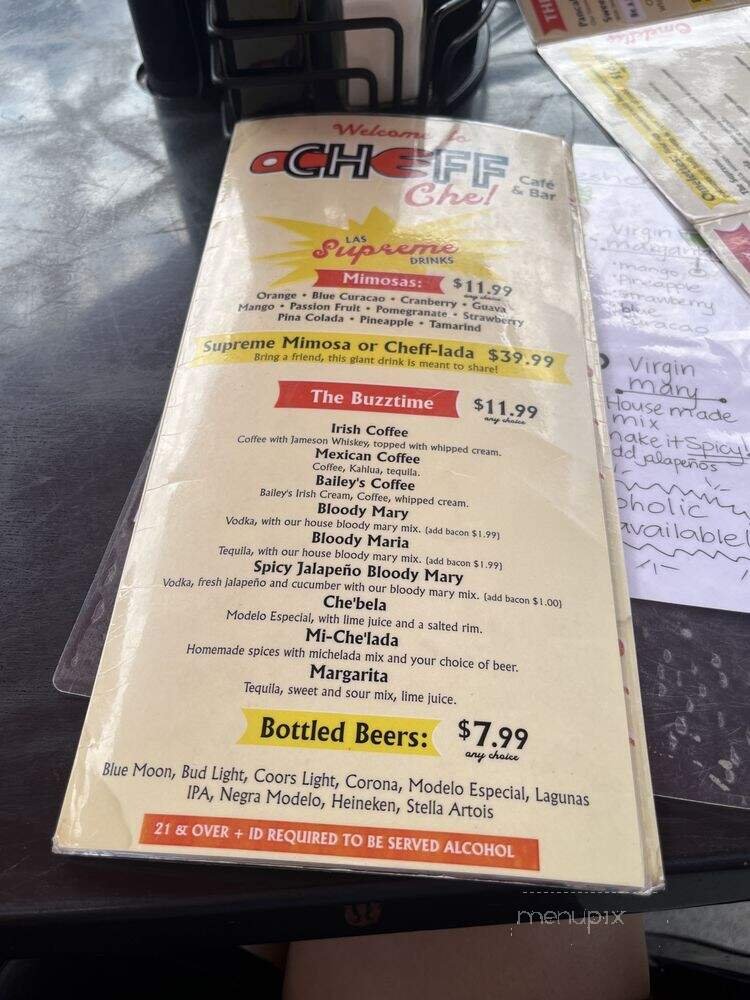 Welcome to
aCHEFF
Che!
Café
& Bar
LAS
Supreme
DRINKS
Mimosas:
$11.99
any choice
Orange • Blue Curacao • Cranberry • Guava
Mango • Passion Fruit • Pomegranate • Strawberry
Pina Colada • Pineapple • Tamarind
Supreme Mimosa or Cheff-lada $39.99
Bring a friend, this giant drink is meant to share!
The Buzztime
$11.99
any choice
Irish Coffee
Coffee with Jameson Whiskey, topped with whipped cream.
Mexican Coffee
Coffee, Kahlua, tequila.
Bailey's Coffee
Bailey's Irish Cream, Coffee, whipped cream.
Bloody Mary
Vodka, with our house bloody mary mix. (add bacon $1.99)
Bloody Maria
Tequila, with our house bloody mary mix. (add bacon $1.99)
Spicy Jalapeño Bloody Mary
Vodka, fresh jalapeño and cucumber with our bloody mary mix. (add bacon $1.00)
Che'bela
Modelo Especial, with lime juice and a salted rim.
Mi-Che'lada
Homemade spices with michelada mix and your choice of beer.
Margarita
Tequila, sweet and sour mix, lime juice.
Bottled Beers:
$7.99
any choice
Blue Moon, Bud Light, Coors Light, Corona, Modelo Especial, Lagunas
IPA, Negra Modelo, Heineken, Stella Artois
21 & OVER + ID REQUIRED TO BE SERVED ALCOHOL
Omelettes
Virgin
margarita
mango
pineapple
strawberry
blue
curacao
Virgin
mary
House made
mix
make it Spicy!
add jalapeños
available!
menupix